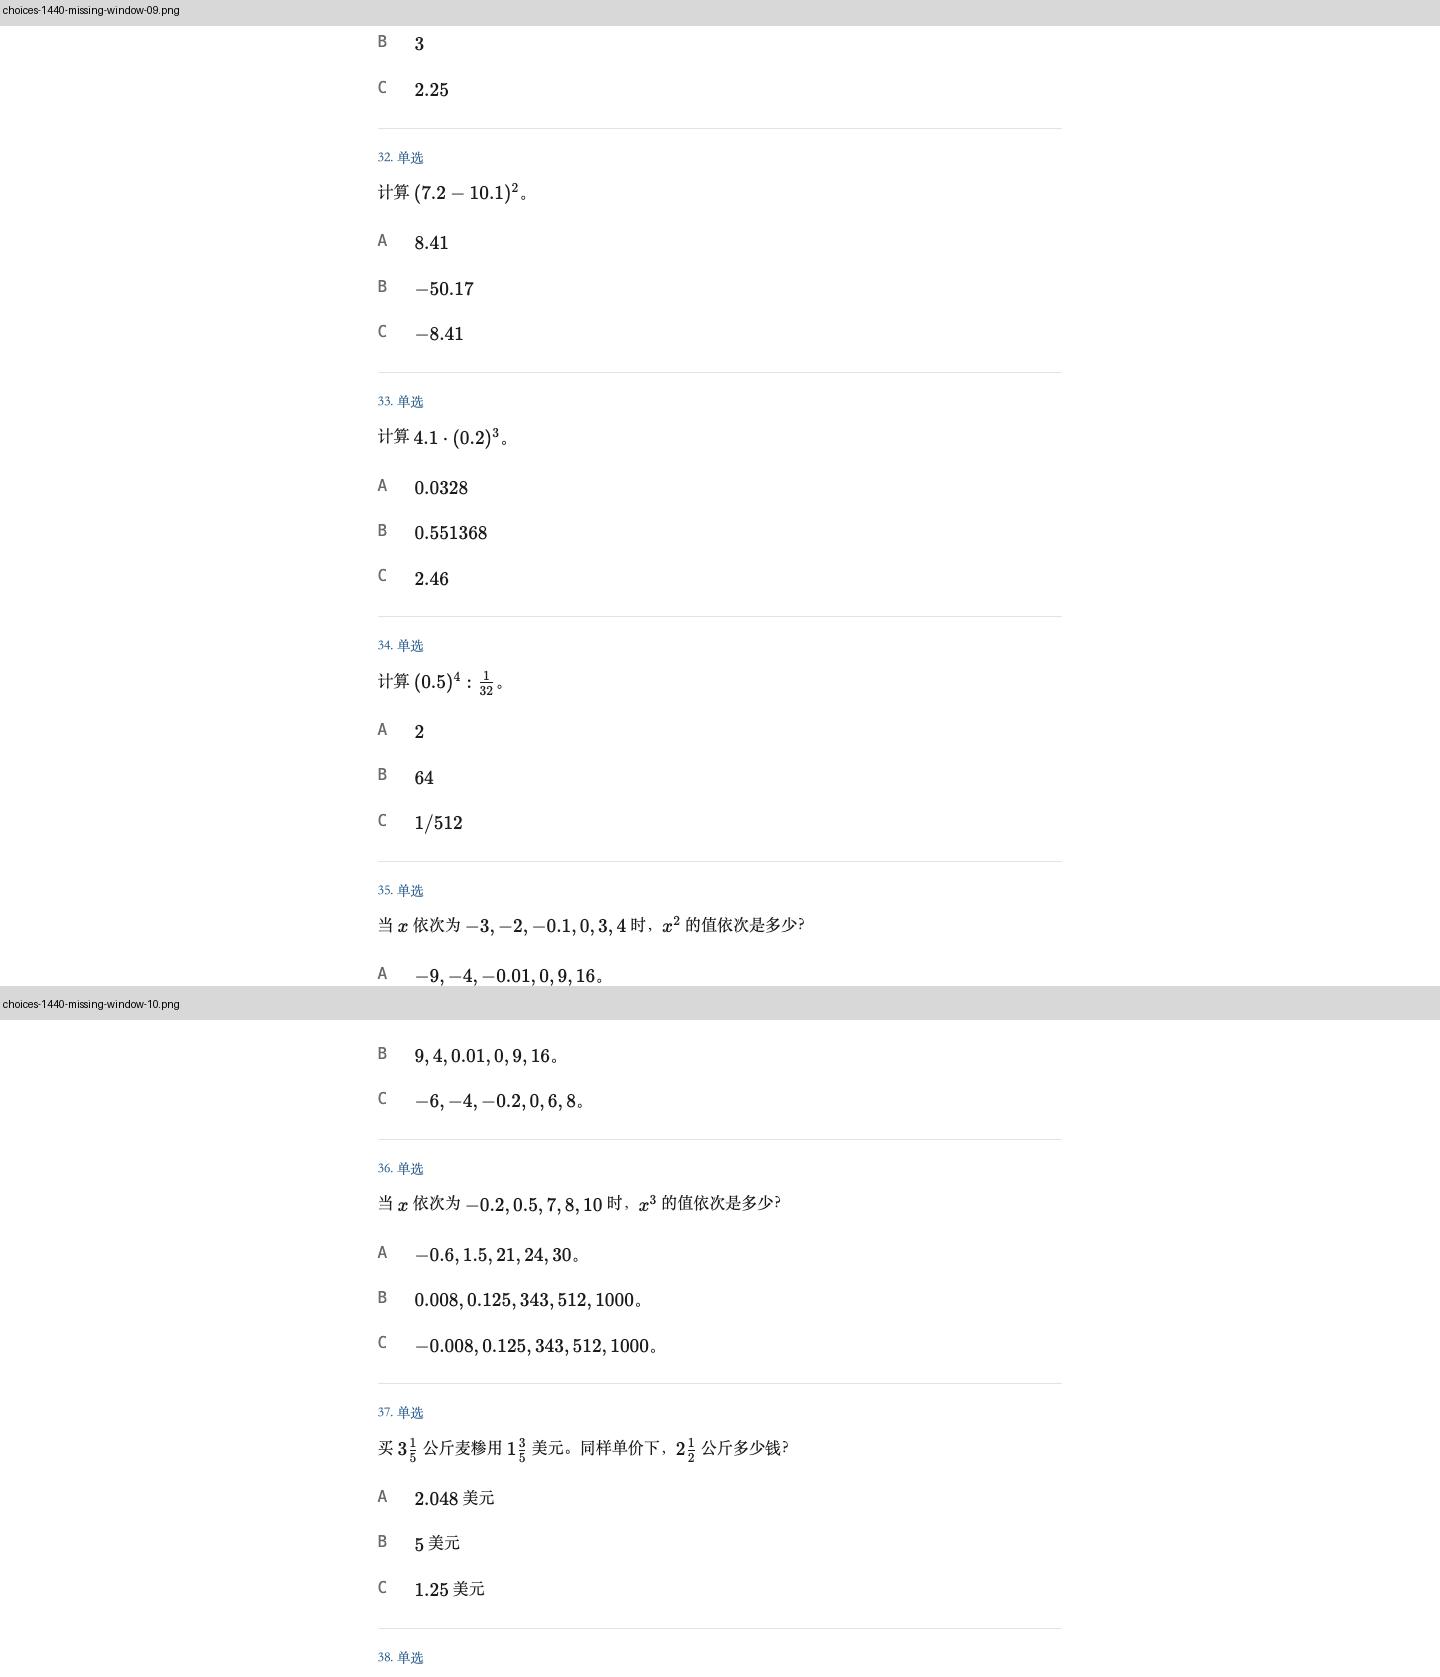 choices-1440-missing-window-09.png
B 3
C 2.25
32. 单选
计算 (7.2 − 10.1)²。
A 8.41
B −50.17
C −8.41
33. 单选
计算 4.1 · (0.2)³。
A 0.0328
B 0.551368
C 2.46
34. 单选
计算 (0.5)⁴ : 1/32。
A 2
B 64
C 1/512
35. 单选
当 x 依次为 −3, −2, −0.1, 0, 3, 4 时，x² 的值依次是多少？
A −9, −4, −0.01, 0, 9, 16。
choices-1440-missing-window-10.png
B 9, 4, 0.01, 0, 9, 16。
C −6, −4, −0.2, 0, 6, 8。
36. 单选
当 x 依次为 −0.2, 0.5, 7, 8, 10 时，x³ 的值依次是多少？
A −0.6, 1.5, 21, 24, 30。
B 0.008, 0.125, 343, 512, 1000。
C −0.008, 0.125, 343, 512, 1000。
37. 单选
买 3 1/5 公斤麦糁用 1 3/5 美元。同样单价下，2 1/2 公斤多少钱？
A 2.048 美元
B 5 美元
C 1.25 美元
38. 单选